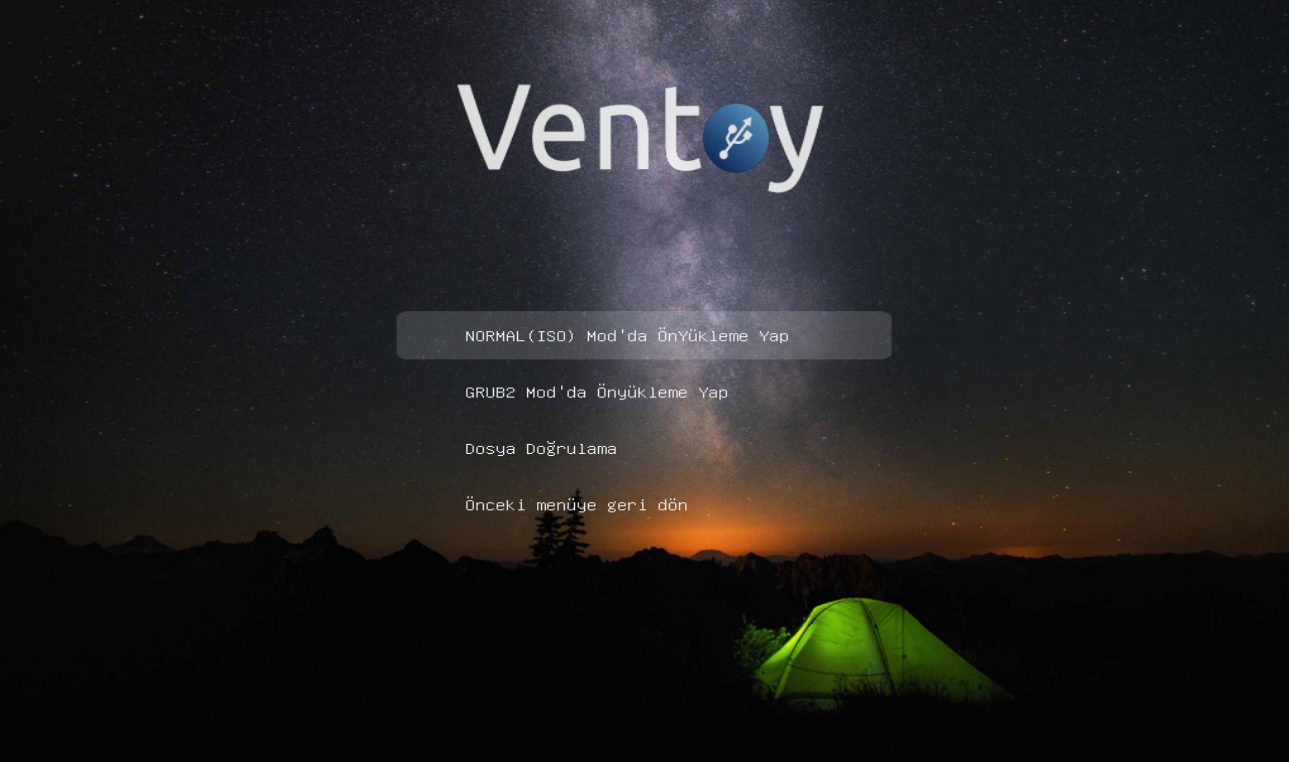 Ventoy
NORMAL(ISO) Mod'da ÖnYükleme Yap
GRUB2 Mod'da Önyükleme Yap
Dosya Doğrulama
Önceki menüye geri dön